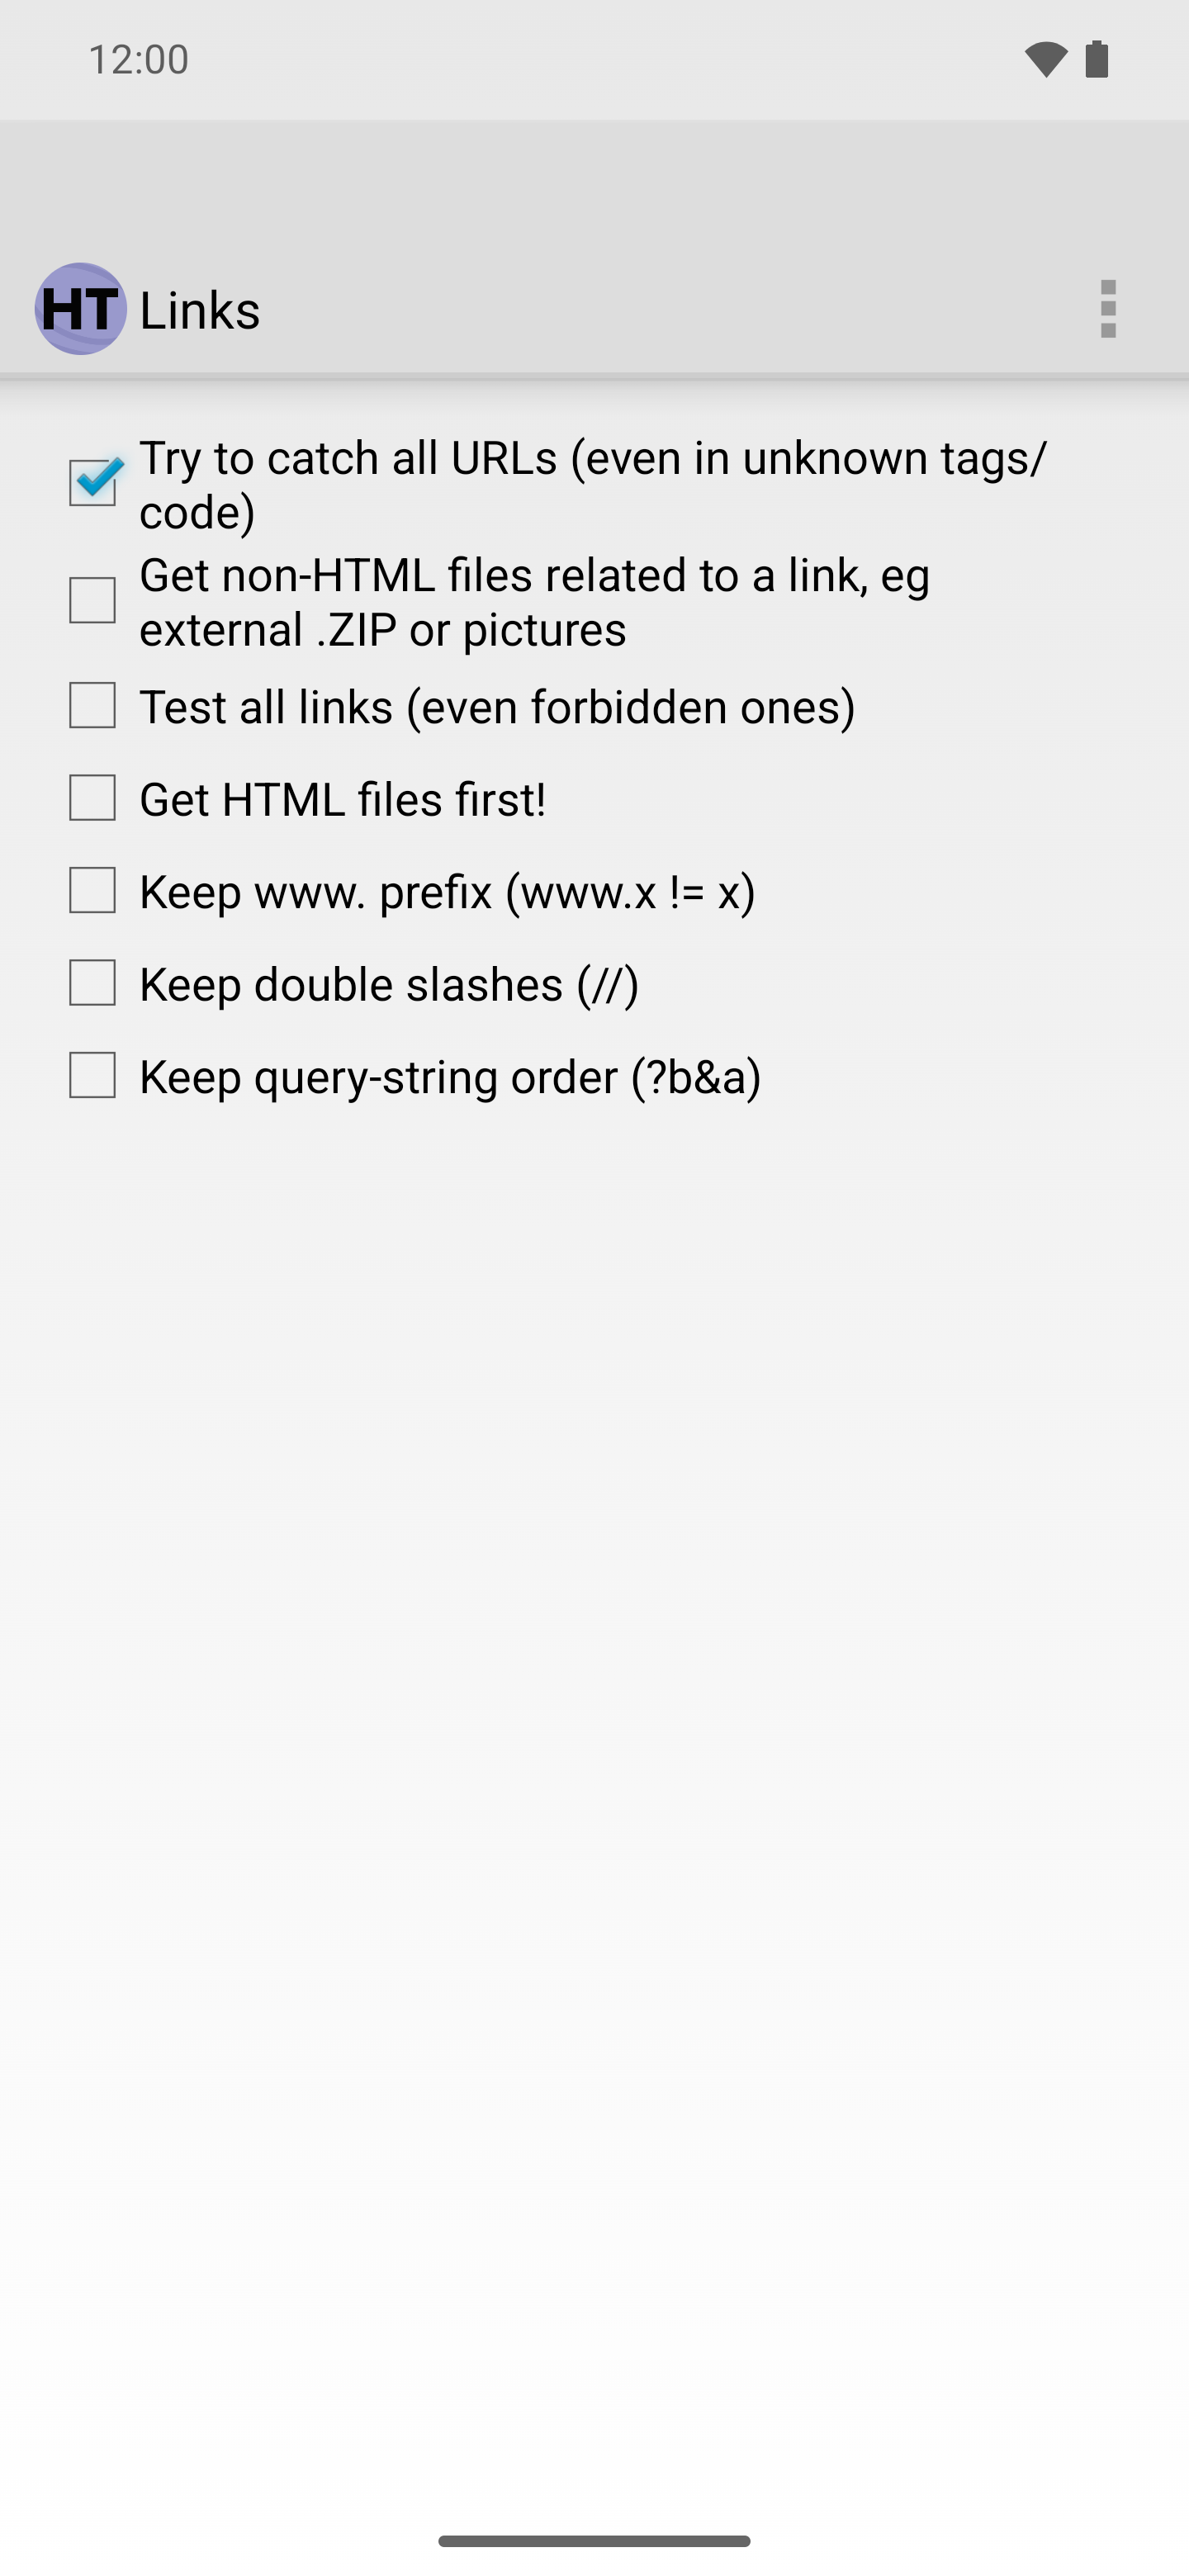 12:00
HT Links
Try to catch all URLs (even in unknown tags/
code)
Get non-HTML files related to a link, eg
external .ZIP or pictures
Test all links (even forbidden ones)
Get HTML files first!
Keep www. prefix (www.x != x)
Keep double slashes (//)
Keep query-string order (?b&a)